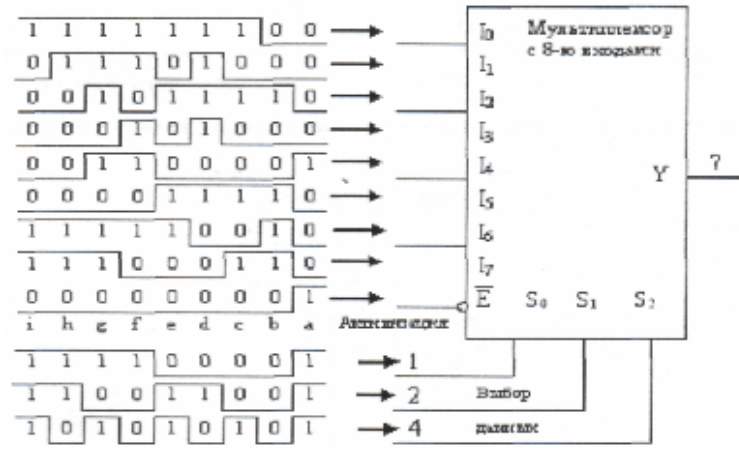 1 1 1 1 1 1 1 0 0 I0 Мультиплексор
с 8-ю входами
0 1 1 1 0 1 0 0 0 I1
0 0 1 0 1 1 1 1 0 I2
0 0 0 1 0 1 0 0 0 I3
0 0 1 1 0 0 0 0 1 I4 Y ?
0 0 0 0 1 1 1 1 0 I5
1 1 1 1 1 0 0 1 0 I6
1 1 1 0 0 0 1 1 0 I7
0 0 0 0 0 0 0 0 1 E S0 S1 S2
i h g f e d c b a Активизация
1 1 1 1 0 0 0 0 1 1
1 1 0 0 1 1 0 0 1 2 Выбор
1 0 1 0 1 0 1 0 1 4 данных